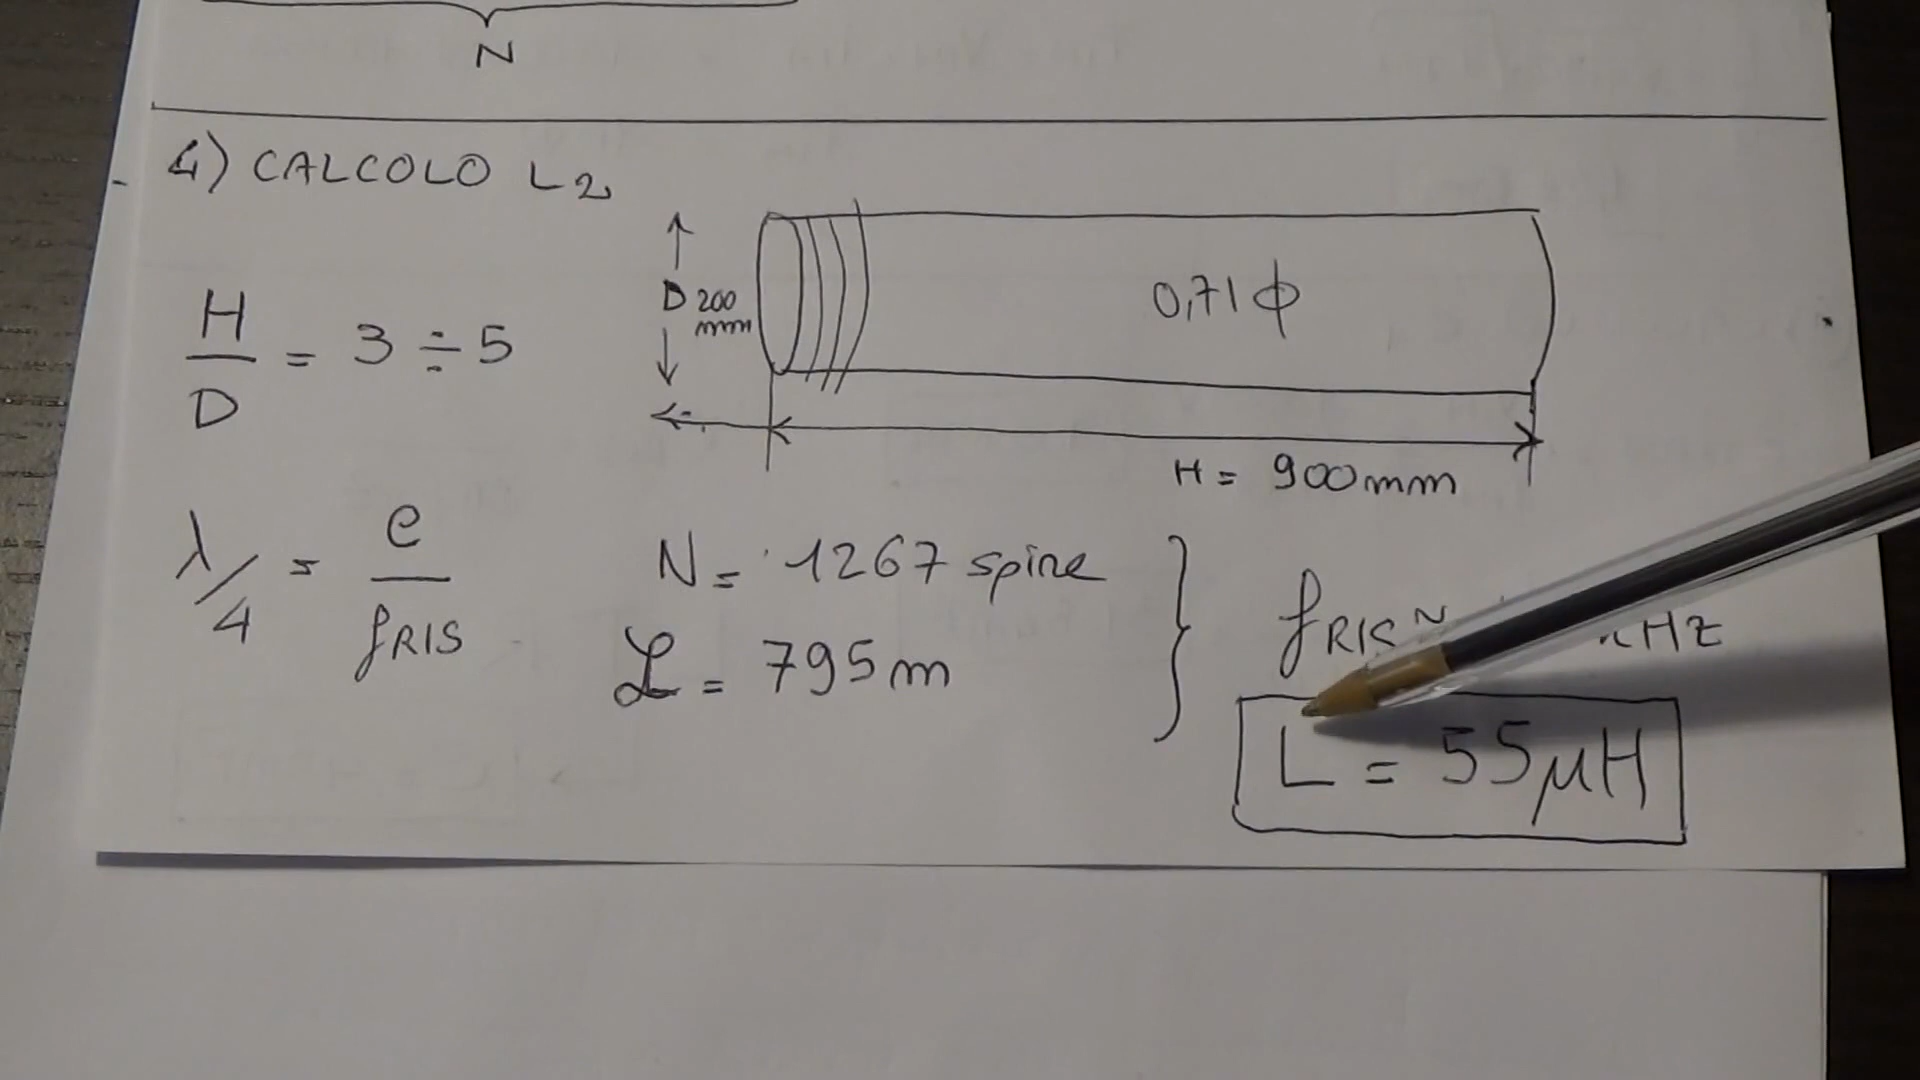 N
4) CALCOLO L2
H/D = 3 ÷ 5
D 200 mm
0,71 ϕ
H = 900mm
λ/4 = c/fRIS
N = 1267 spire
L = 795 m
fRIS ~
L = 55μH